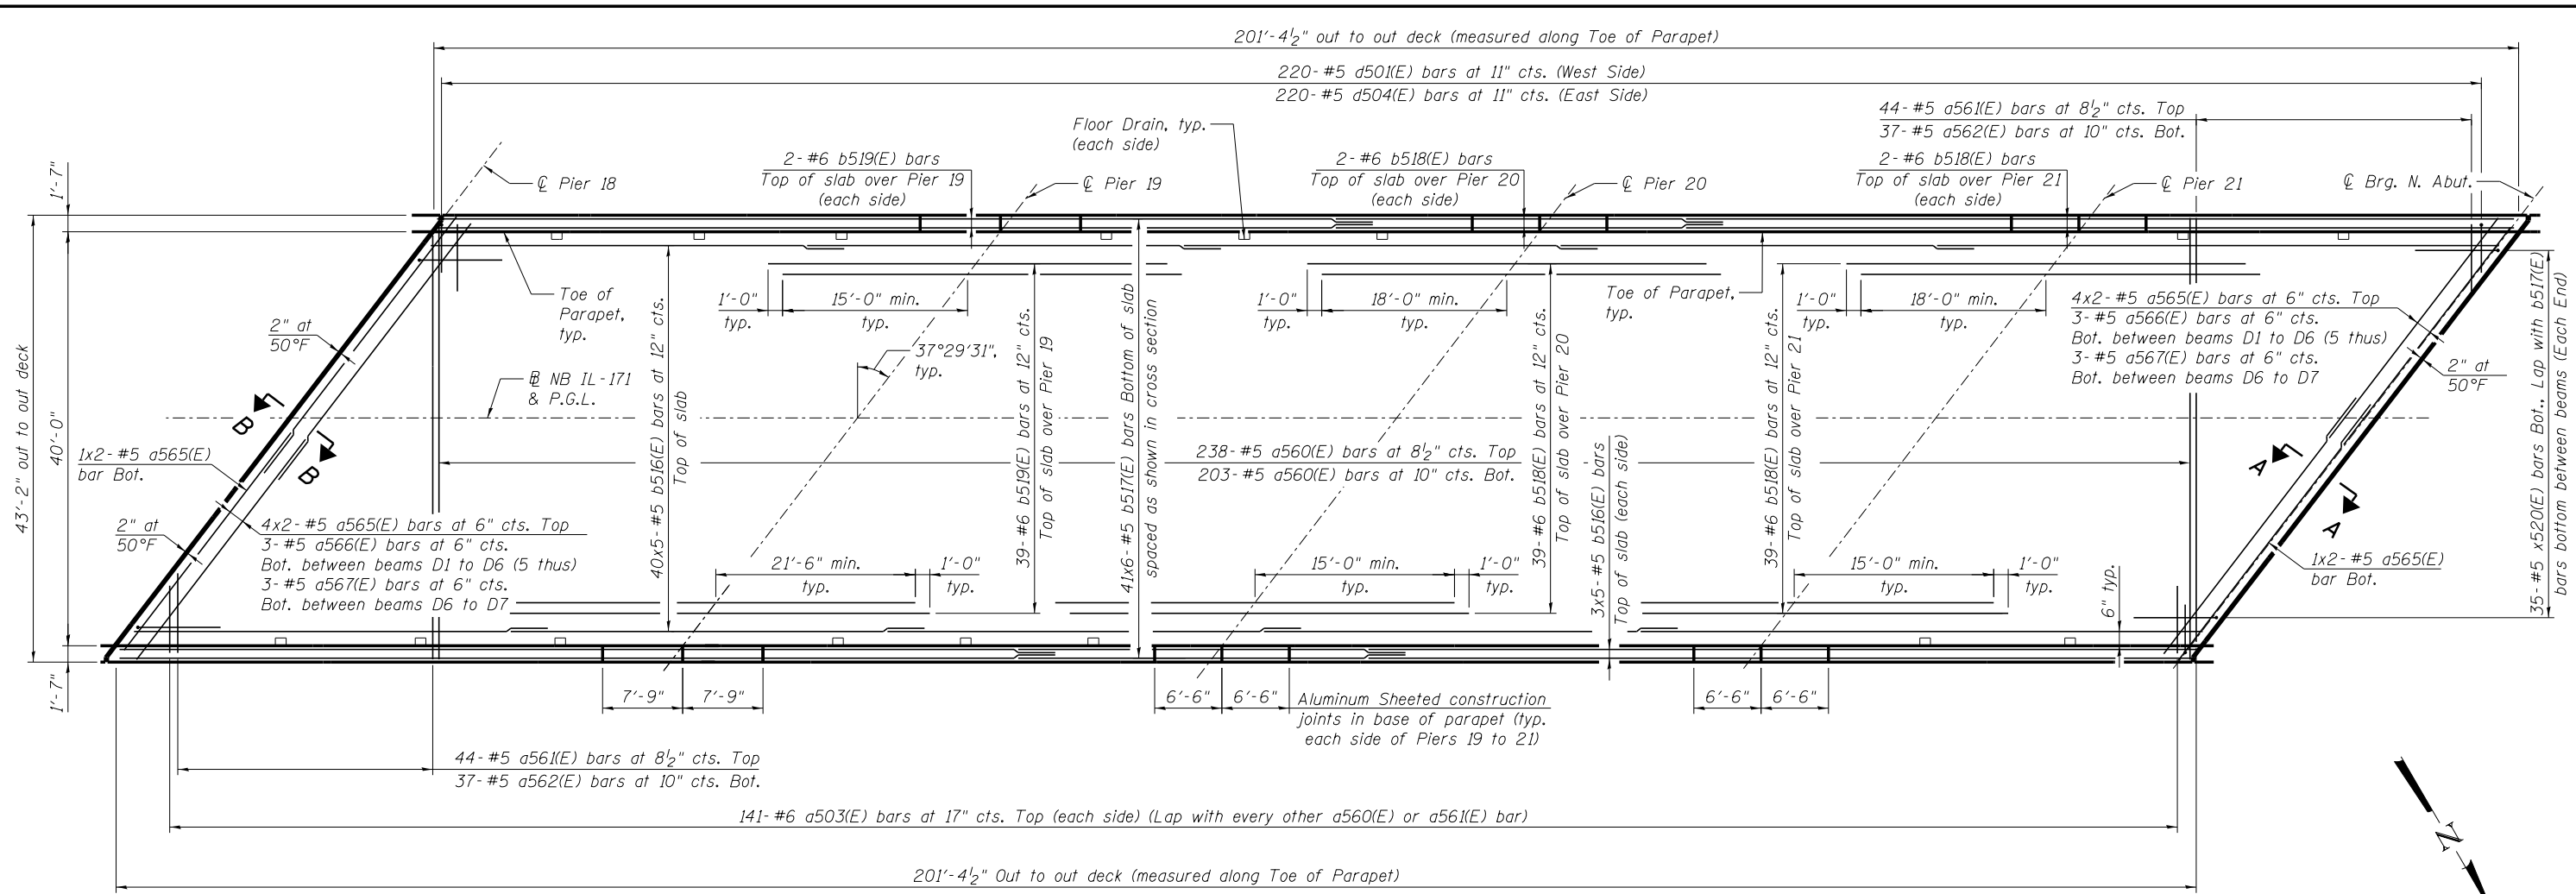 201'-4 1/2" out to out deck (measured along Toe of Parapet)
220-#5 d501(E) bars at 11" cts. (West Side)
220-#5 d504(E) bars at 11" cts. (East Side)
44-#5 a561(E) bars at 8 1/2" cts. Top
37-#5 a562(E) bars at 10" cts. Bot.
Floor Drain, typ.
(each side)
1'-7"
℄ Pier 18
2-#6 b519(E) bars
Top of slab over Pier 19
(each side)
℄ Pier 19
2-#6 b518(E) bars
Top of slab over Pier 20
(each side)
℄ Pier 20
2-#6 b518(E) bars
Top of slab over Pier 21
(each side)
℄ Pier 21
℄ Brg. N. Abut.
43'-2" out to out deck
40'-0"
Toe of
Parapet,
typ.
2" at
50°F
40x5-#5 b516(E) bars at 12" cts.
Top of slab
1'-0"
typ.
15'-0" min.
typ.
37°29'31",
typ.
39-#6 b519(E) bars at 12" cts.
Top of slab over Pier 19
41x6-#5 b517(E) bars Bottom of slab
spaced as shown in cross section
1'-0"
typ.
18'-0" min.
typ.
39-#6 b518(E) bars at 12" cts.
Top of slab over Pier 20
Toe of Parapet,
typ.
39-#6 b518(E) bars at 12" cts.
Top of slab over Pier 21
1'-0"
typ.
18'-0" min.
typ.
4x2-#5 a565(E) bars at 6" cts. Top
3-#5 a566(E) bars at 6" cts.
Bot. between beams D1 to D6 (5 thus)
3-#5 a567(E) bars at 6" cts.
Bot. between beams D6 to D7
2" at
50°F
35-#5 x520(E) bars Bot., Lap with b517(E)
bars bottom between beams (Each End)
℄ NB IL-171
& P.G.L.
B
B
1x2-#5 a565(E)
bar Bot.
238-#5 a560(E) bars at 8 1/2" cts. Top
203-#5 a560(E) bars at 10" cts. Bot.
3x5-#5 b516(E) bars
Top of slab (each side)
A
A
2" at
50°F
4x2-#5 a565(E) bars at 6" cts. Top
3-#5 a566(E) bars at 6" cts.
Bot. between beams D1 to D6 (5 thus)
3-#5 a567(E) bars at 6" cts.
Bot. between beams D6 to D7
21'-6" min.
typ.
1'-0"
typ.
15'-0" min.
typ.
1'-0"
typ.
15'-0" min.
typ.
1'-0"
typ.
6" typ.
1x2-#5 a565(E)
bar Bot.
1'-7"
7'-9"
7'-9"
6'-6"
6'-6"
Aluminum Sheeted construction
joints in base of parapet (typ.
each side of Piers 19 to 21)
6'-6"
6'-6"
44-#5 a561(E) bars at 8 1/2" cts. Top
37-#5 a562(E) bars at 10" cts. Bot.
141-#6 a503(E) bars at 17" cts. Top (each side) (Lap with every other a560(E) or a561(E) bar)
201'-4 1/2" Out to out deck (measured along Toe of Parapet)
N